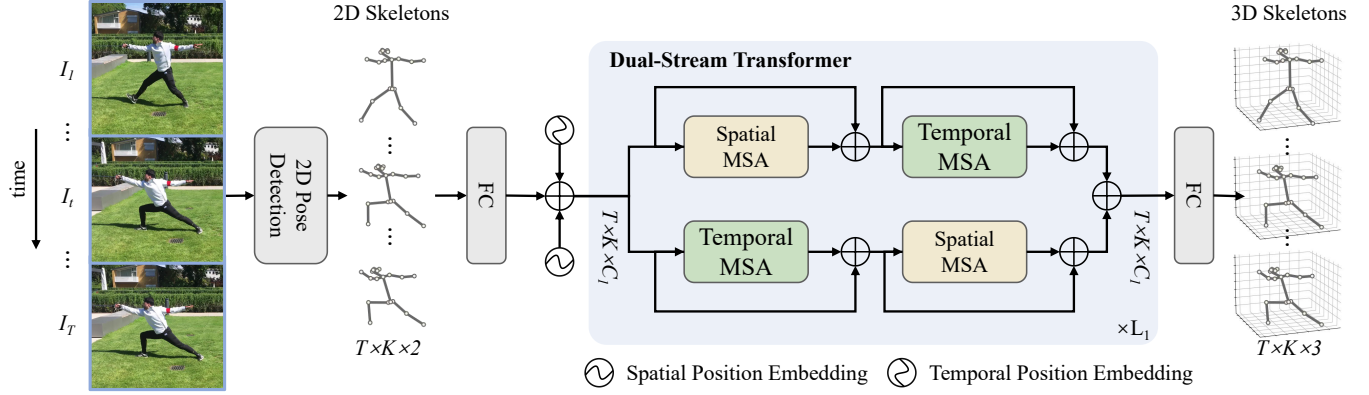 2D Skeletons
3D Skeletons
Dual-Stream Transformer
I1
⋮
It
⋮
IT
time
2D Pose
Detection
...
...
T×K×2
FC
T×K×C1
Spatial
MSA
Temporal
MSA
Temporal
MSA
Spatial
MSA
T×K×C1
×L1
FC
...
...
T×K×3
Spatial Position Embedding
Temporal Position Embedding